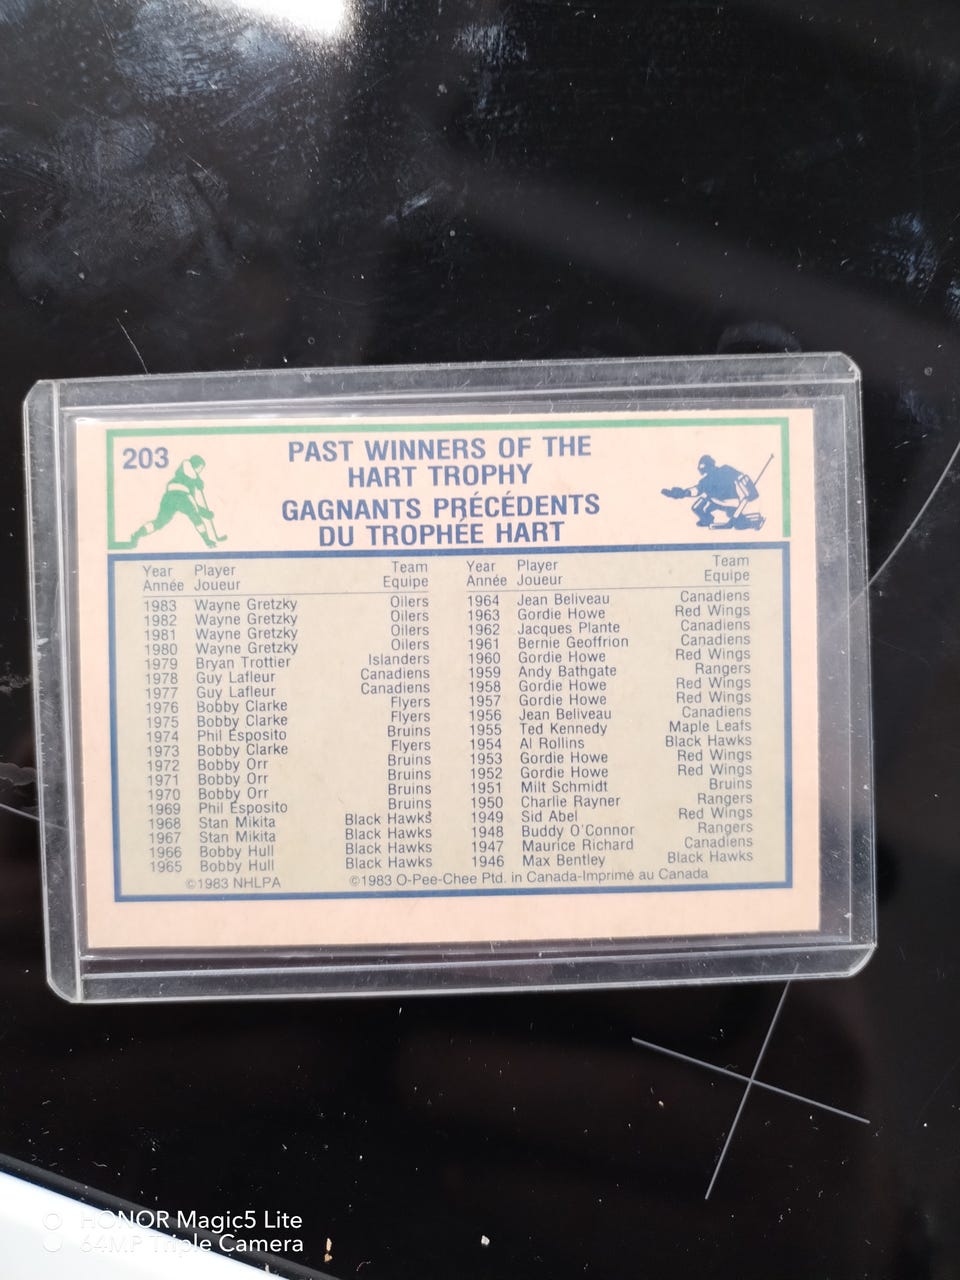 203
PAST WINNERS OF THE
HART TROPHY
GAGNANTS PRÉCÉDENTS
DU TROPHÉE HART
Year Player Team Year Player Team
Année Joueur Equipe Année Joueur Equipe
1983 Wayne Gretzky Oilers 1964 Jean Beliveau Canadiens
1982 Wayne Gretzky Oilers 1963 Gordie Howe Red Wings
1981 Wayne Gretzky Oilers 1962 Jacques Plante Canadiens
1980 Wayne Gretzky Oilers 1961 Bernie Geoffrion Canadiens
1979 Bryan Trottier Islanders 1960 Gordie Howe Red Wings
1978 Guy Lafleur Canadiens 1959 Andy Bathgate Rangers
1977 Guy Lafleur Canadiens 1958 Gordie Howe Red Wings
1976 Bobby Clarke Flyers 1957 Gordie Howe Red Wings
1975 Bobby Clarke Flyers 1956 Jean Beliveau Canadiens
1974 Phil Esposito Bruins 1955 Ted Kennedy Maple Leafs
1973 Bobby Clarke Flyers 1954 Al Rollins Black Hawks
1972 Bobby Orr Bruins 1953 Gordie Howe Red Wings
1971 Bobby Orr Bruins 1952 Gordie Howe Red Wings
1970 Bobby Orr Bruins 1951 Milt Schmidt Bruins
1969 Phil Esposito Bruins 1950 Charlie Rayner Rangers
1968 Stan Mikita Black Hawks 1949 Sid Abel Red Wings
1967 Stan Mikita Black Hawks 1948 Buddy O'Connor Rangers
1966 Bobby Hull Black Hawks 1947 Maurice Richard Canadiens
1965 Bobby Hull Black Hawks 1946 Max Bentley Black Hawks
©1983 NHLPA ©1983 O-Pee-Chee Ptd. in Canada-Imprimé au Canada
HONOR Magic5 Lite
64MP Triple Camera